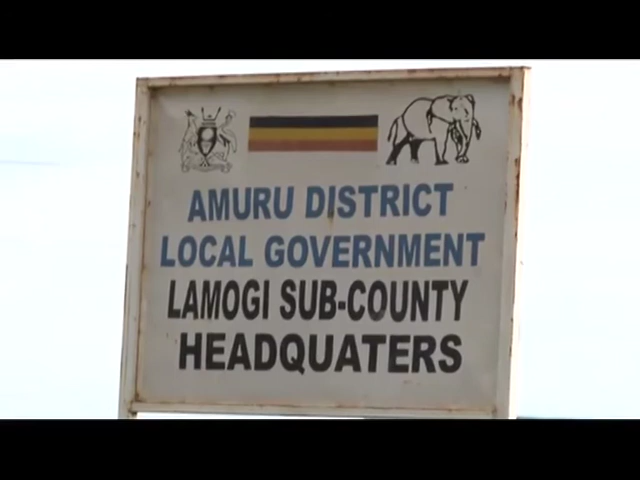 AMURU DISTRICT
LOCAL GOVERNMENT
LAMOGI SUB-COUNTY
HEADQUATERS